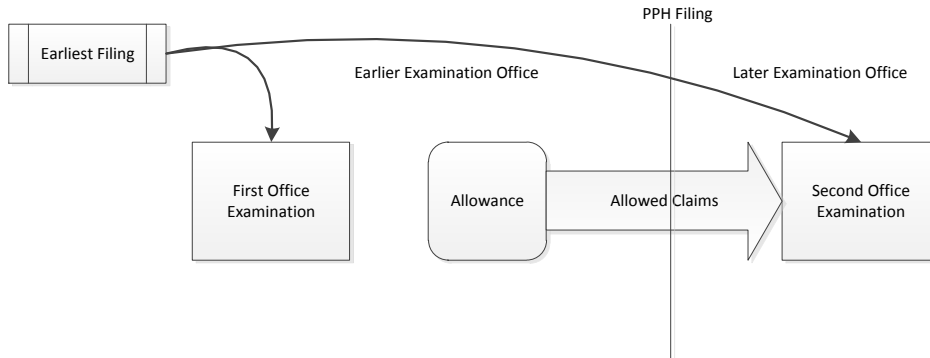 PPH Filing
Earliest Filing
Earlier Examination Office
Later Examination Office
First Office
Examination
Allowance
Allowed Claims
Second Office
Examination